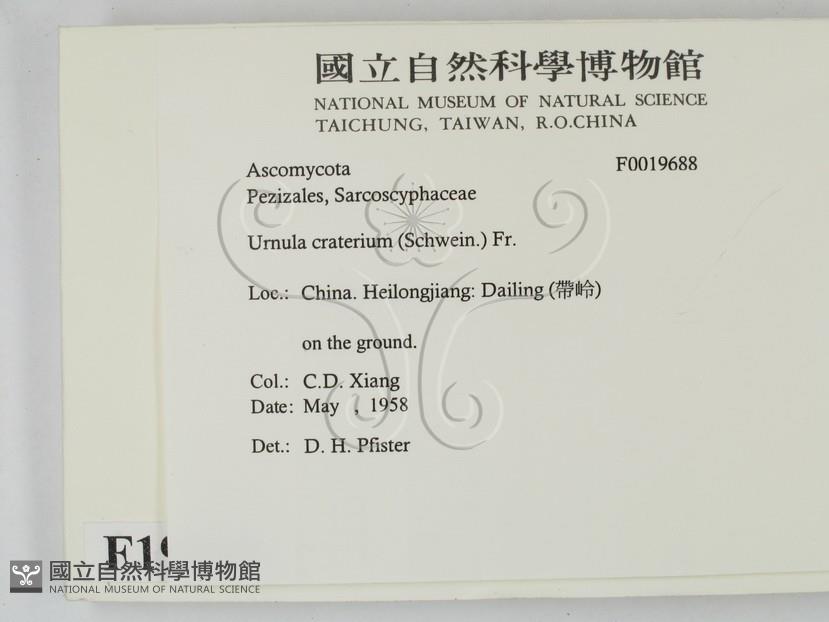 國立自然科學博物館
NATIONAL MUSEUM OF NATURAL SCIENCE
TAICHUNG, TAIWAN, R.O.CHINA
Ascomycota F0019688
Pezizales, Sarcoscyphaceae
Urnula craterium (Schwein.) Fr.
Loc.: China. Heilongjiang: Dailing (帶岭)
on the ground.
Col.: C.D. Xiang
Date: May , 1958
Det.: D. H. Pfister
國立自然科學博物館
NATIONAL MUSEUM OF NATURAL SCIENCE